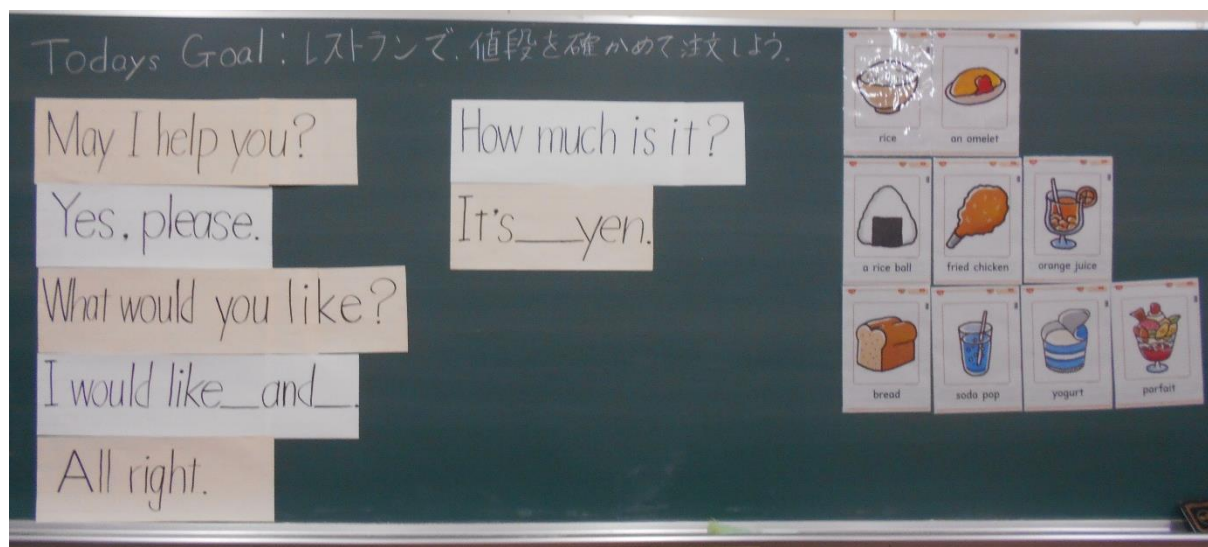 Todays Goal : レストランで、値段を確かめて注文しよう.
May I help you?
Yes, please.
What would you like?
I would like__and__.
All right.
How much is it?
It's___yen.
rice
an omelet
a rice ball
fried chicken
orange juice
bread
soda pop
yogurt
parfait